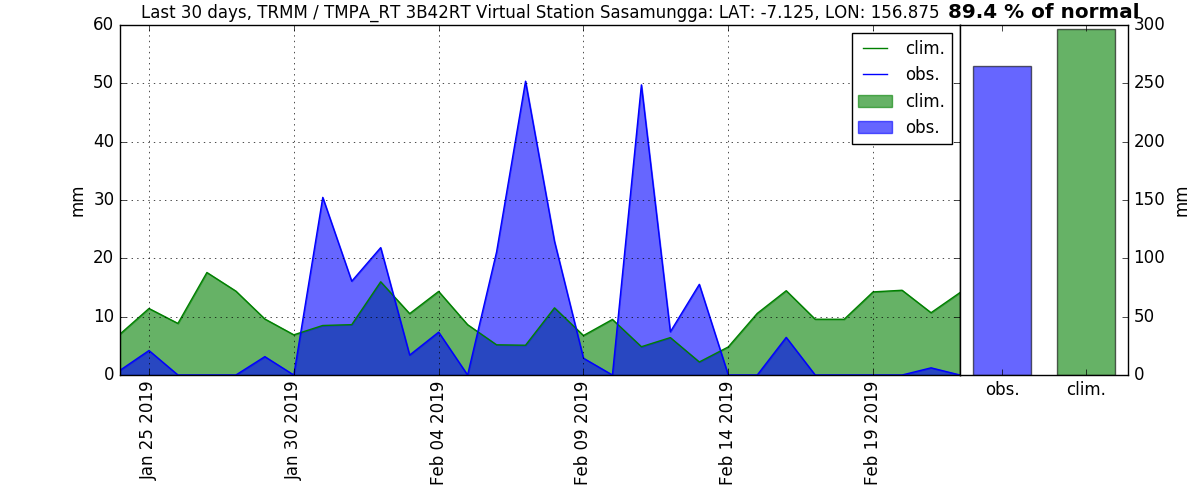 Last 30 days, TRMM / TMPA_RT 3B42RT Virtual Station Sasamungga: LAT: -7.125, LON: 156.875
89.4 % of normal
60
50
40
30
20
10
0
mm
clim.
obs.
clim.
obs.
300
250
200
150
100
50
0
mm
Jan 25 2019
Jan 30 2019
Feb 04 2019
Feb 09 2019
Feb 14 2019
Feb 19 2019
obs.
clim.